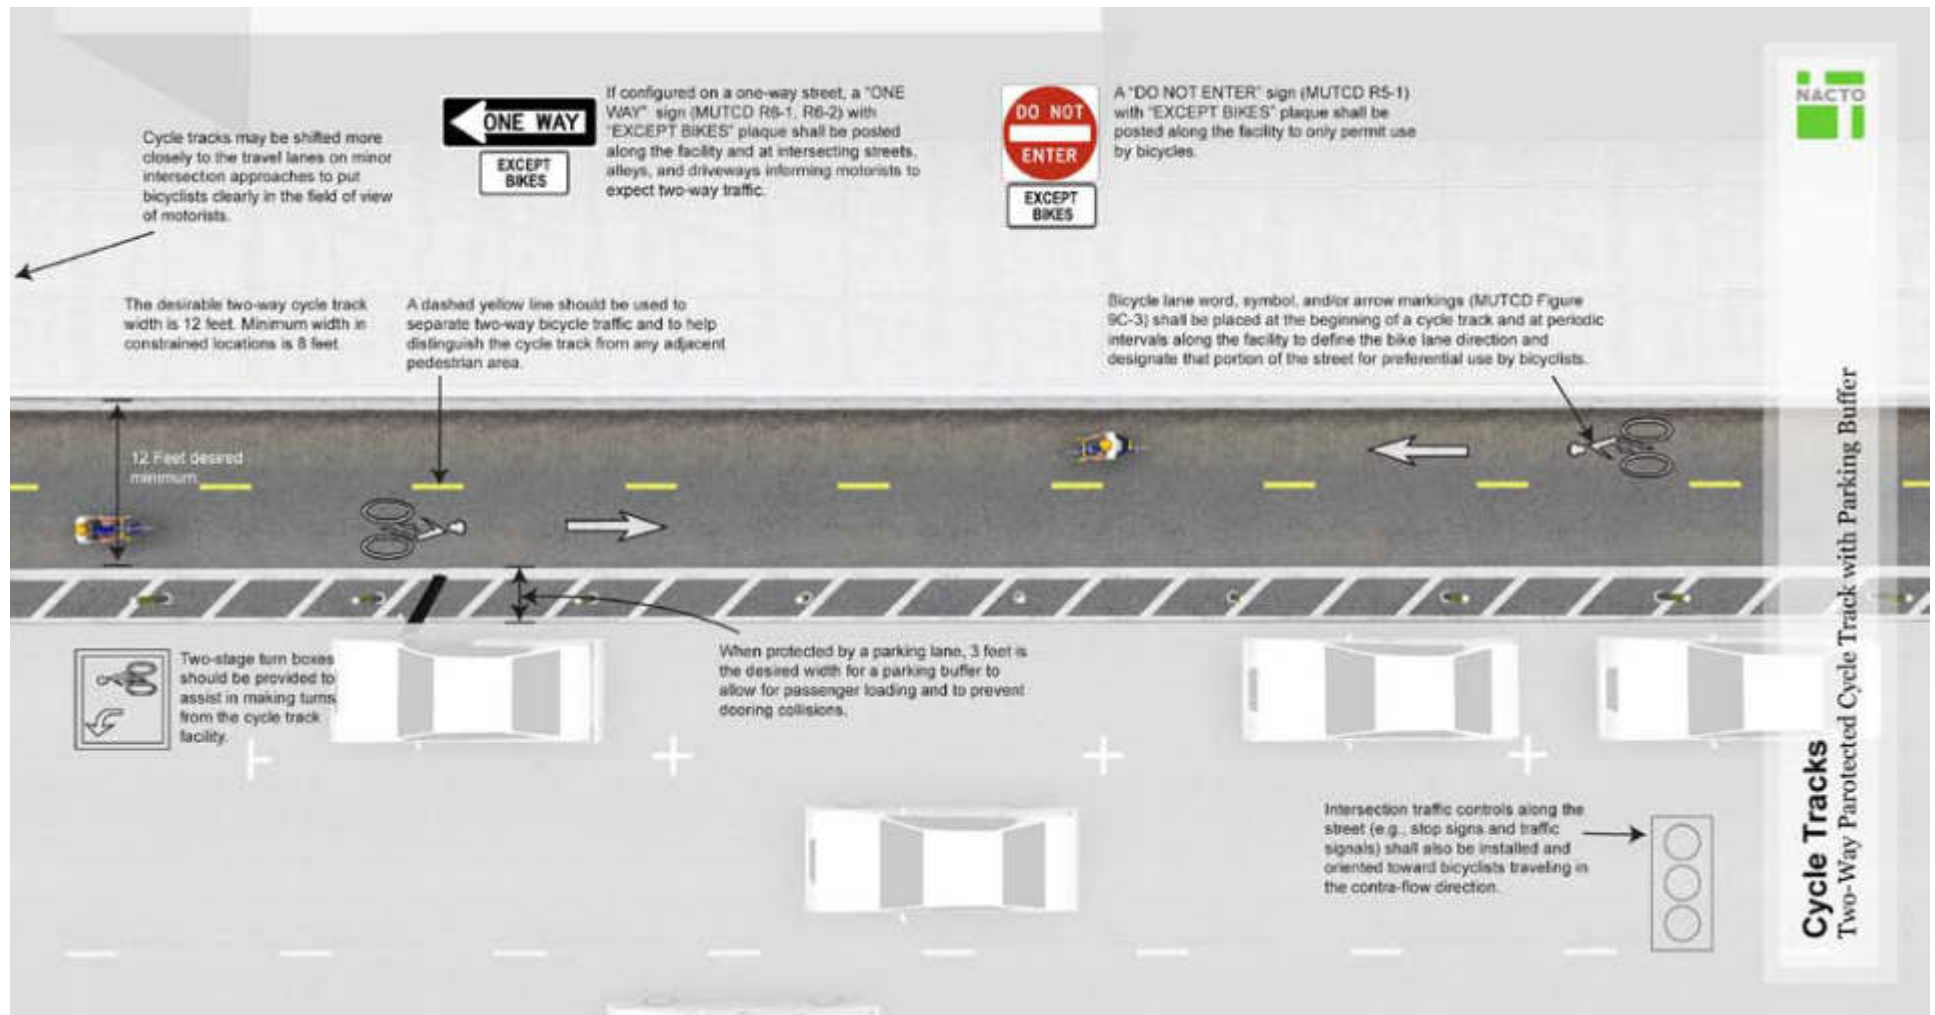 Cycle tracks may be shifted more
closely to the travel lanes on minor
intersection approaches to put
bicyclists clearly in the field of view
of motorists.
ONE WAY
EXCEPT
BIKES
If configured on a one-way street, a "ONE
WAY" sign (MUTCD R6-1, R6-2) with
"EXCEPT BIKES" plaque shall be posted
along the facility and at intersecting streets,
alleys, and driveways informing motorists to
expect two-way traffic.
DO NOT
ENTER
EXCEPT
BIKES
A "DO NOT ENTER" sign (MUTCD R5-1)
with "EXCEPT BIKES" plaque shall be
posted along the facility to only permit use
by bicycles.
NACTO
The desirable two-way cycle track
width is 12 feet. Minimum width in
constrained locations is 8 feet
A dashed yellow line should be used to
separate two-way bicycle traffic and to help
distinguish the cycle track from any adjacent
pedestrian area.
Bicycle lane word, symbol, and/or arrow markings (MUTCD Figure
9C-3) shall be placed at the beginning of a cycle track and at periodic
intervals along the facility to define the bike lane direction and
designate that portion of the street for preferential use by bicyclists.
12 Feet desired
minimum
Two-stage turn boxes
should be provided to
assist in making turns
from the cycle track
facility.
When protected by a parking lane, 3 feet is
the desired width for a parking buffer to
allow for passenger loading and to prevent
dooring collisions.
Intersection traffic controls along the
street (e.g., stop signs and traffic
signals) shall also be installed and
oriented toward bicyclists traveling in
the contra-flow direction.
Cycle Tracks
Two-Way Parotected Cycle Track with Parking Buffer